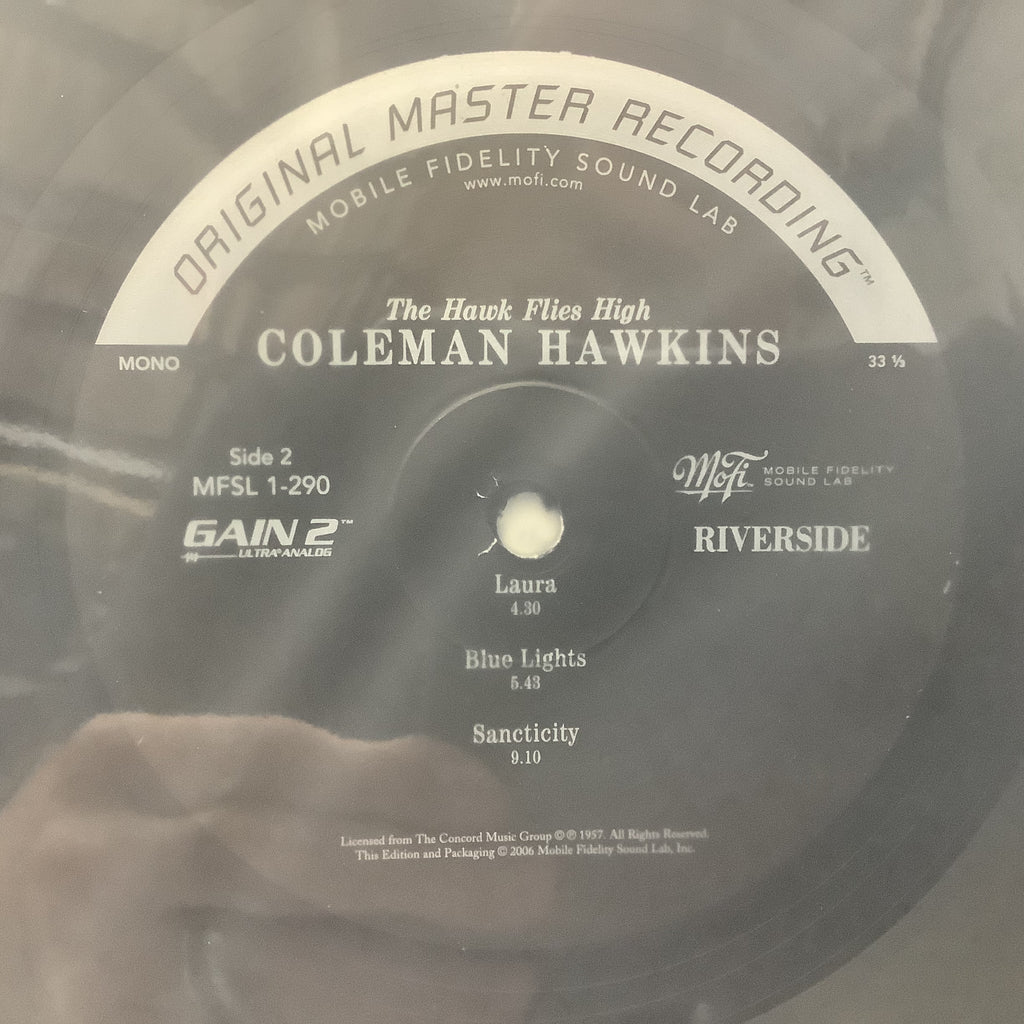 ORIGINAL MASTER RECORDING™
MOBILE FIDELITY SOUND LAB
www.mofi.com
The Hawk Flies High
COLEMAN HAWKINS
MONO
33 ⅓
Side 2
MFSL 1-290
GAIN 2™
ULTRA ANALOG
MoFi
MOBILE FIDELITY
SOUND LAB
RIVERSIDE
Laura
4.30
Blue Lights
5.43
Sancticity
9.10
Licensed from The Concord Music Group © ℗ 1957. All Rights Reserved.
This Edition and Packaging © 2006 Mobile Fidelity Sound Lab, Inc.